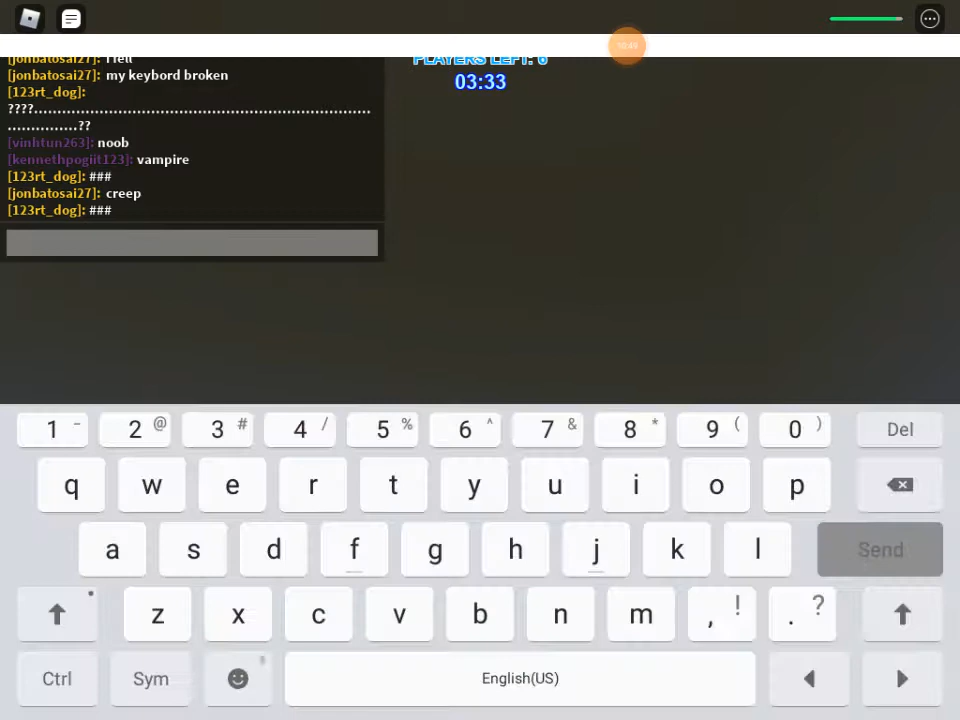 [jonbatosai27]:
PLAYERS LEFT: 6
03:33
[jonbatosai27]: my keybord broken
[123rt_dog]:
????......................................................................
...............??
[vinhtun263]: noob
[kennethpogiit123]: vampire
[123rt_dog]: ###
[jonbatosai27]: creep
[123rt_dog]: ###
1 - 2 @ 3 # 4 / 5 % 6 ^ 7 & 8 * 9 ( 0 ) Del
q w e r t y u i o p
a s d f g h j k l Send
z x c v b n m , ! . ?
Ctrl Sym English(US)